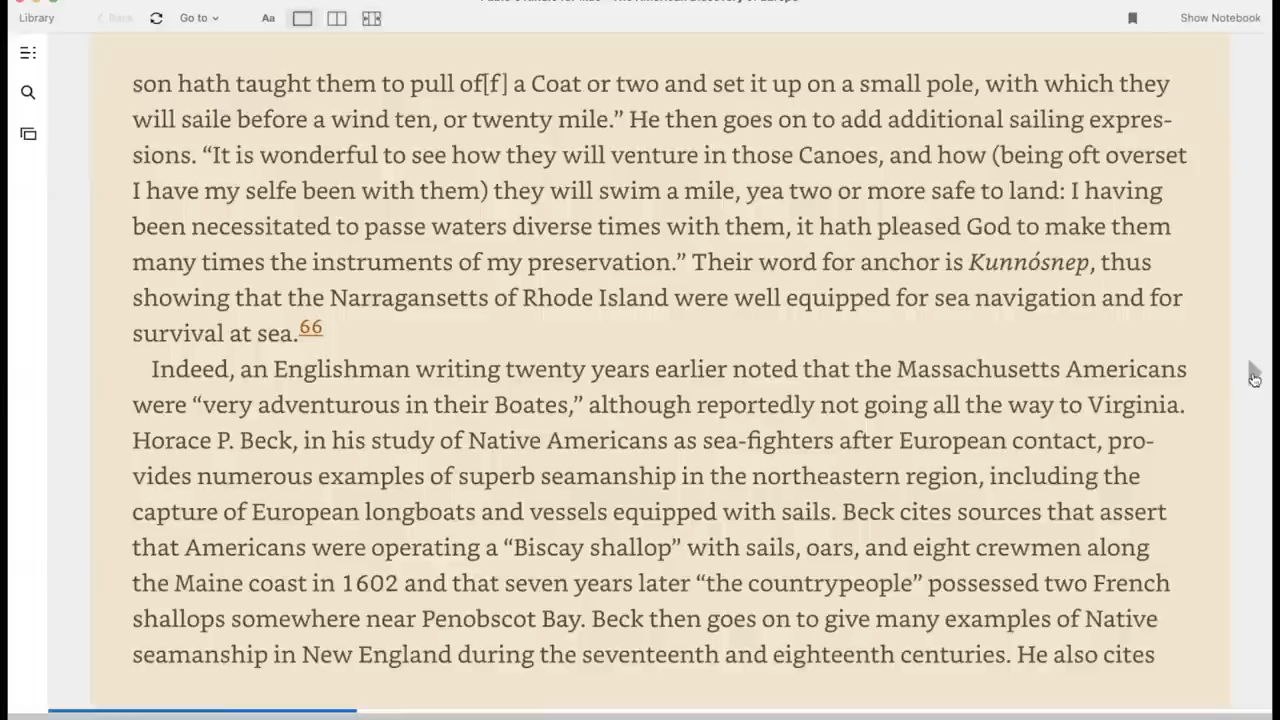 Library
Back
Go to
Aa
Show Notebook
son hath taught them to pull of[f] a Coat or two and set it up on a small pole, with which they
will saile before a wind ten, or twenty mile.” He then goes on to add additional sailing expres-
sions. “It is wonderful to see how they will venture in those Canoes, and how (being oft overset
I have my selfe been with them) they will swim a mile, yea two or more safe to land: I having
been necessitated to passe waters diverse times with them, it hath pleased God to make them
many times the instruments of my preservation.” Their word for anchor is Kunnósnep, thus
showing that the Narragansetts of Rhode Island were well equipped for sea navigation and for
survival at sea.66
Indeed, an Englishman writing twenty years earlier noted that the Massachusetts Americans
were “very adventurous in their Boates,” although reportedly not going all the way to Virginia.
Horace P. Beck, in his study of Native Americans as sea-fighters after European contact, pro-
vides numerous examples of superb seamanship in the northeastern region, including the
capture of European longboats and vessels equipped with sails. Beck cites sources that assert
that Americans were operating a “Biscay shallop” with sails, oars, and eight crewmen along
the Maine coast in 1602 and that seven years later “the countrypeople” possessed two French
shallops somewhere near Penobscot Bay. Beck then goes on to give many examples of Native
seamanship in New England during the seventeenth and eighteenth centuries. He also cites